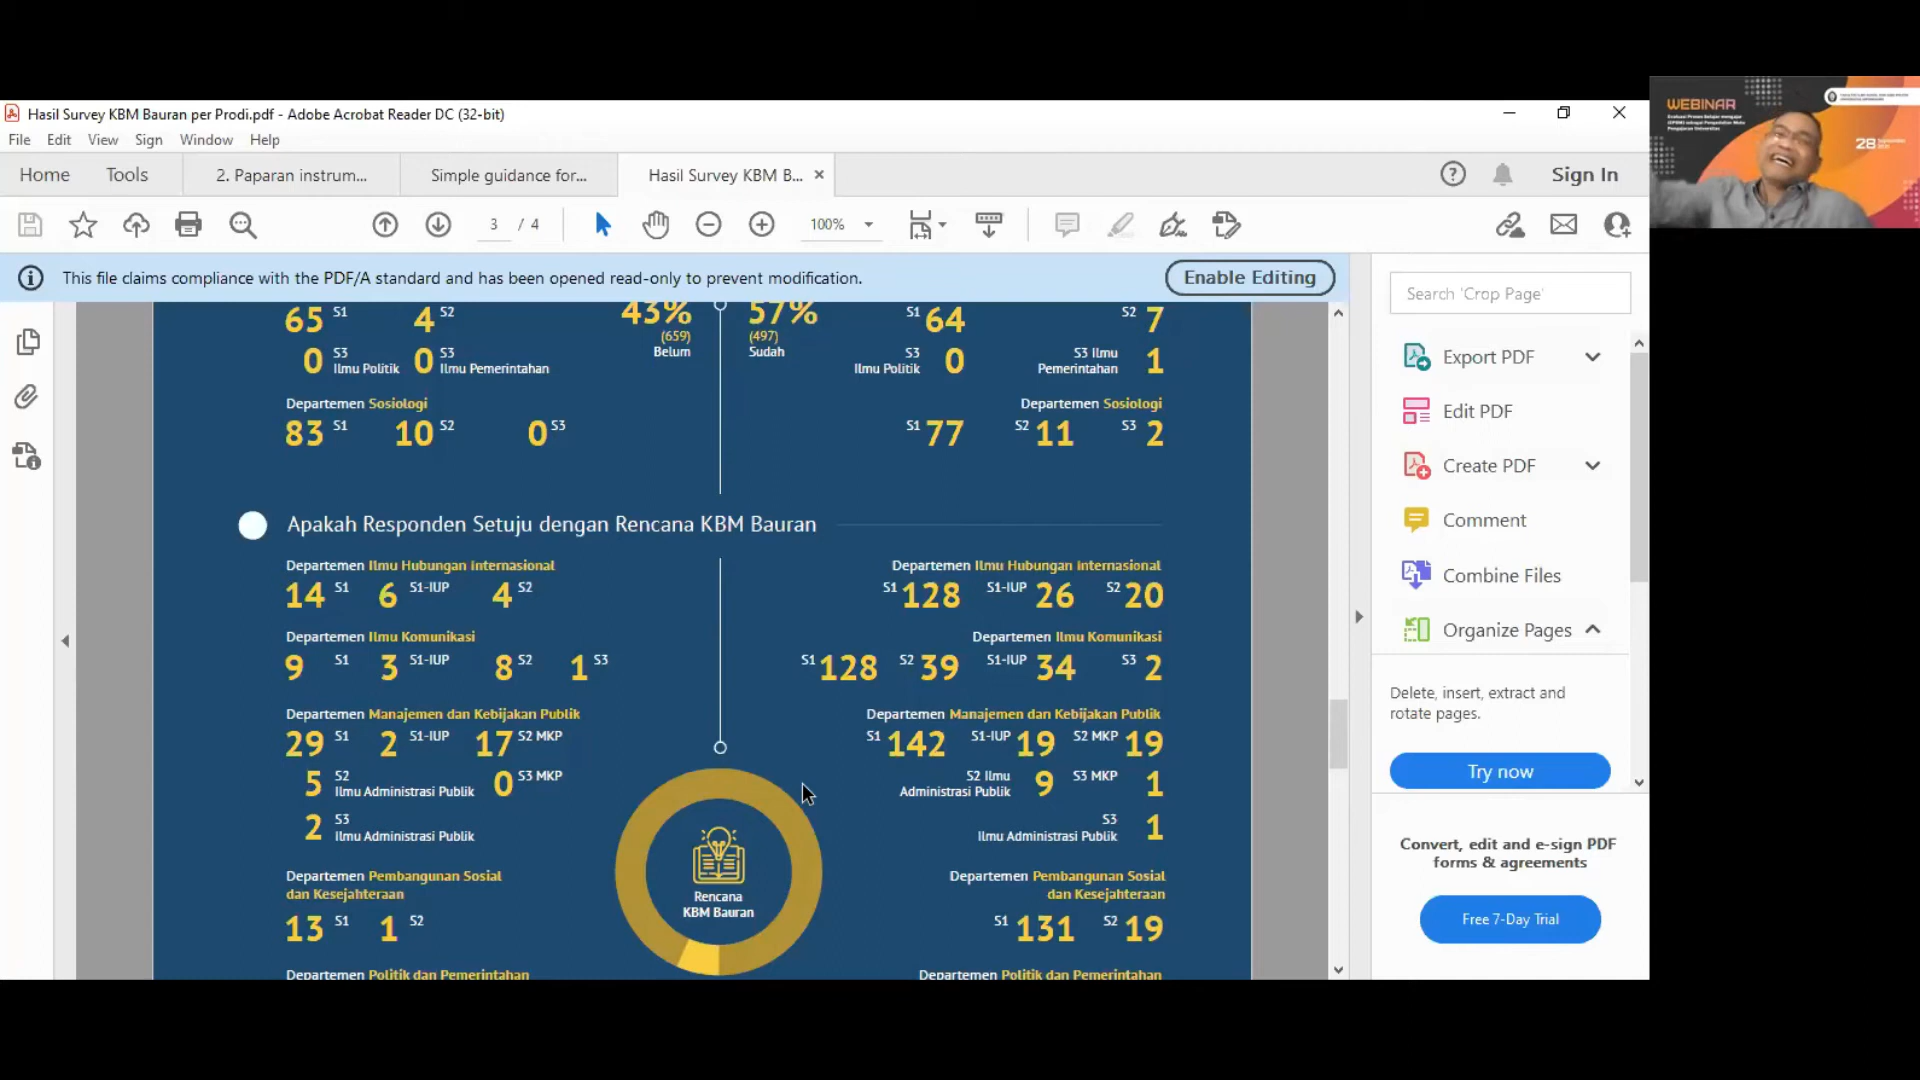 Hasil Survey KBM Bauran per Prodi.pdf - Adobe Acrobat Reader DC (32-bit)
File Edit View Sign Window Help
Home Tools 2. Paparan instrum... Simple guidance for... Hasil Survey KBM B... × Sign In
3 / 4 100%
This file claims compliance with the PDF/A standard and has been opened read-only to prevent modification. Enable Editing
65 S1 4 S2 43% 57% S1 64 S2 7
(659) (497)
Belum Sudah
0 S3 Ilmu Politik 0 S3 Ilmu Pemerintahan S3 Ilmu Politik 0 S3 Ilmu Pemerintahan 1
Departemen Sosiologi Departemen Sosiologi
83 S1 10 S2 0 S3 S1 77 S2 11 S3 2
Apakah Responden Setuju dengan Rencana KBM Bauran
Departemen Ilmu Hubungan Internasional Departemen Ilmu Hubungan Internasional
14 S1 6 S1-IUP 4 S2 S1 128 S1-IUP 26 S2 20
Departemen Ilmu Komunikasi Departemen Ilmu Komunikasi
9 S1 3 S1-IUP 8 S2 1 S3 S1 128 S2 39 S1-IUP 34 S3 2
Departemen Manajemen dan Kebijakan Publik Departemen Manajemen dan Kebijakan Publik
29 S1 2 S1-IUP 17 S2 MKP S1 142 S1-IUP 19 S2 MKP 19
5 S2 Ilmu Administrasi Publik 0 S3 MKP S2 Ilmu Administrasi Publik 9 S3 MKP 1
2 S3 Ilmu Administrasi Publik S3 Ilmu Administrasi Publik 1
Rencana
KBM Bauran
Departemen Pembangunan Sosial Departemen Pembangunan Sosial
dan Kesejahteraan dan Kesejahteraan
13 S1 1 S2 S1 131 S2 19
Departemen Politik dan Pemerintahan Departemen Politik dan Pemerintahan
Search 'Crop Page'
Export PDF
Edit PDF
Create PDF
Comment
Combine Files
Organize Pages
Delete, insert, extract and
rotate pages.
Try now
Convert, edit and e-sign PDF
forms & agreements
Free 7-Day Trial
WEBINAR
28